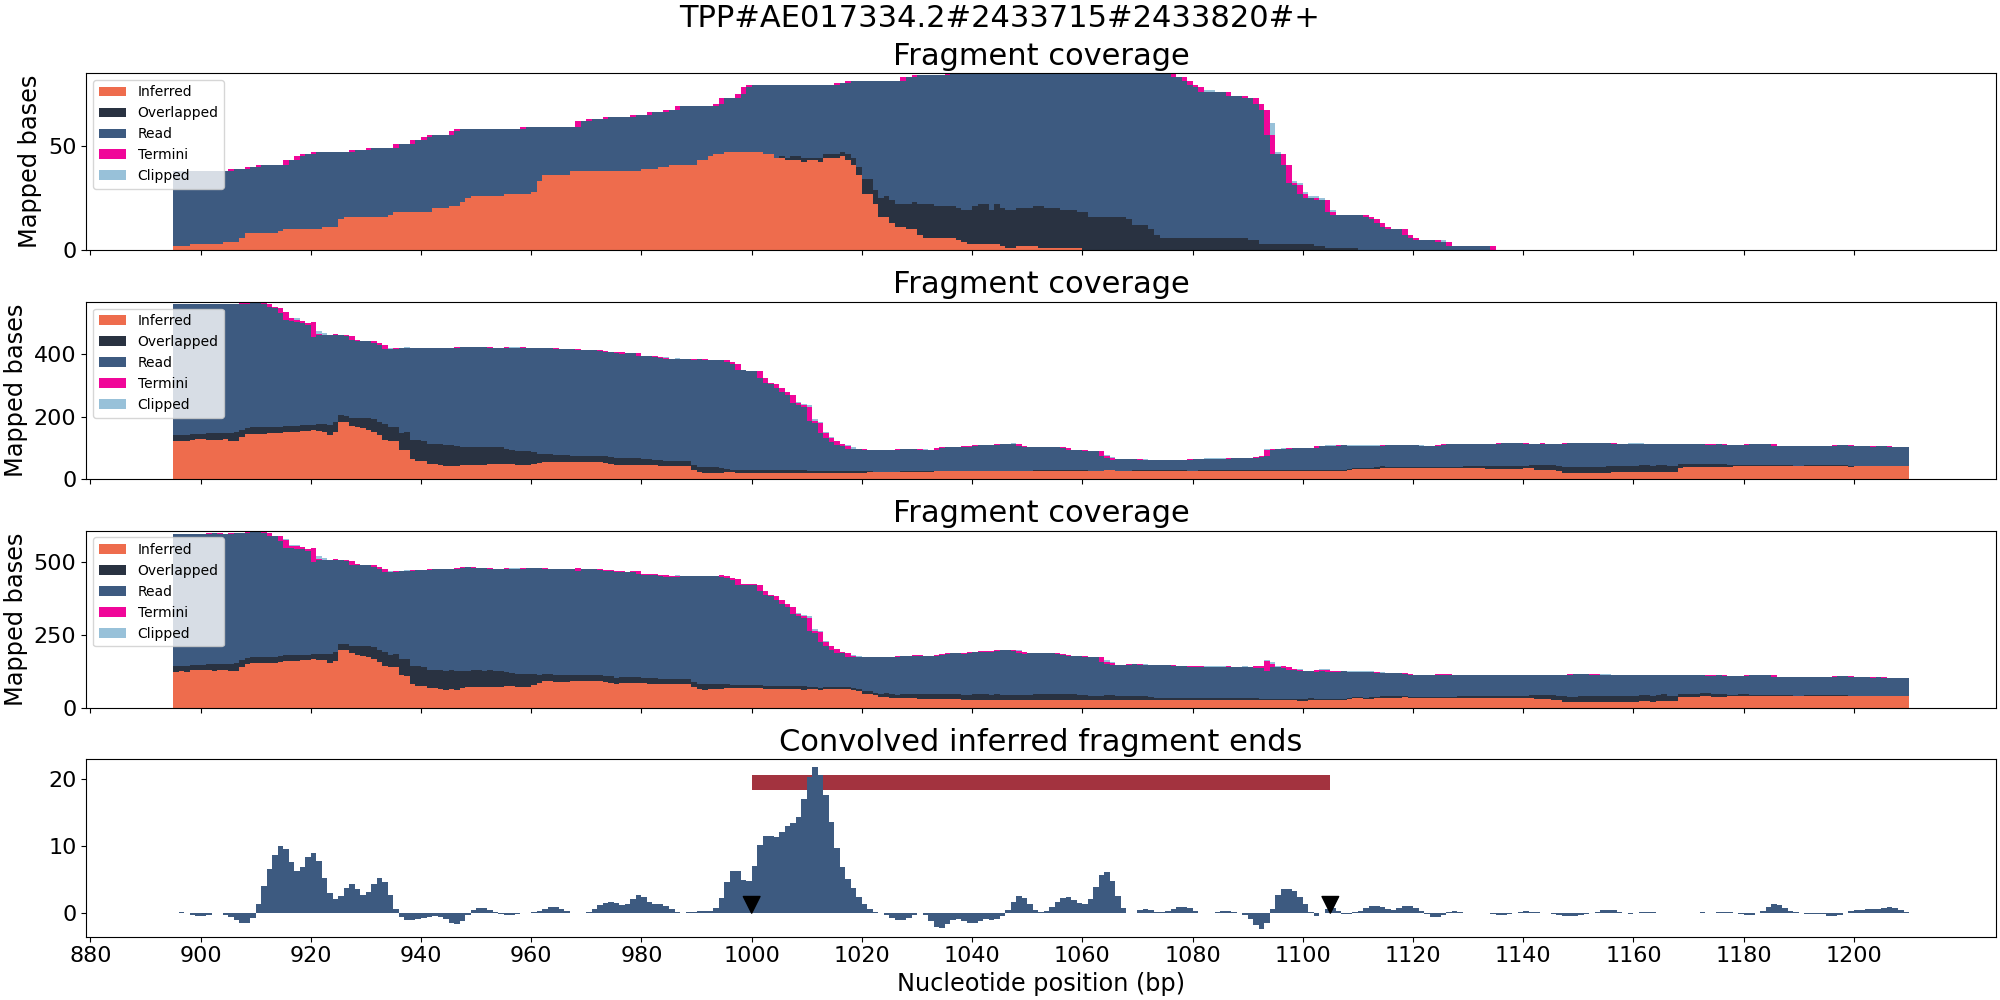 TPP#AE017334.2#2433715#2433820#+
Fragment coverage
Mapped bases
50
0
Inferred
Overlapped
Read
Termini
Clipped
Fragment coverage
Mapped bases
400
200
0
Inferred
Overlapped
Read
Termini
Clipped
Fragment coverage
Mapped bases
500
250
0
Inferred
Overlapped
Read
Termini
Clipped
Convolved inferred fragment ends
20
10
0
880 900 920 940 960 980 1000 1020 1040 1060 1080 1100 1120 1140 1160 1180 1200
Nucleotide position (bp)